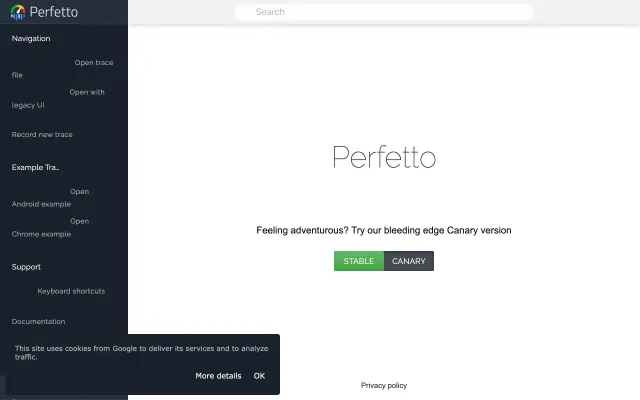 Perfetto
Search
Navigation
Open trace
file
Open with
legacy UI
Record new trace
Example Tra...
Open
Android example
Open
Chrome example
Support
Keyboard shortcuts
Documentation
Perfetto
Feeling adventurous? Try our bleeding edge Canary version
STABLE
CANARY
This site uses cookies from Google to deliver its services and to analyze
traffic.
More details
OK
Privacy policy